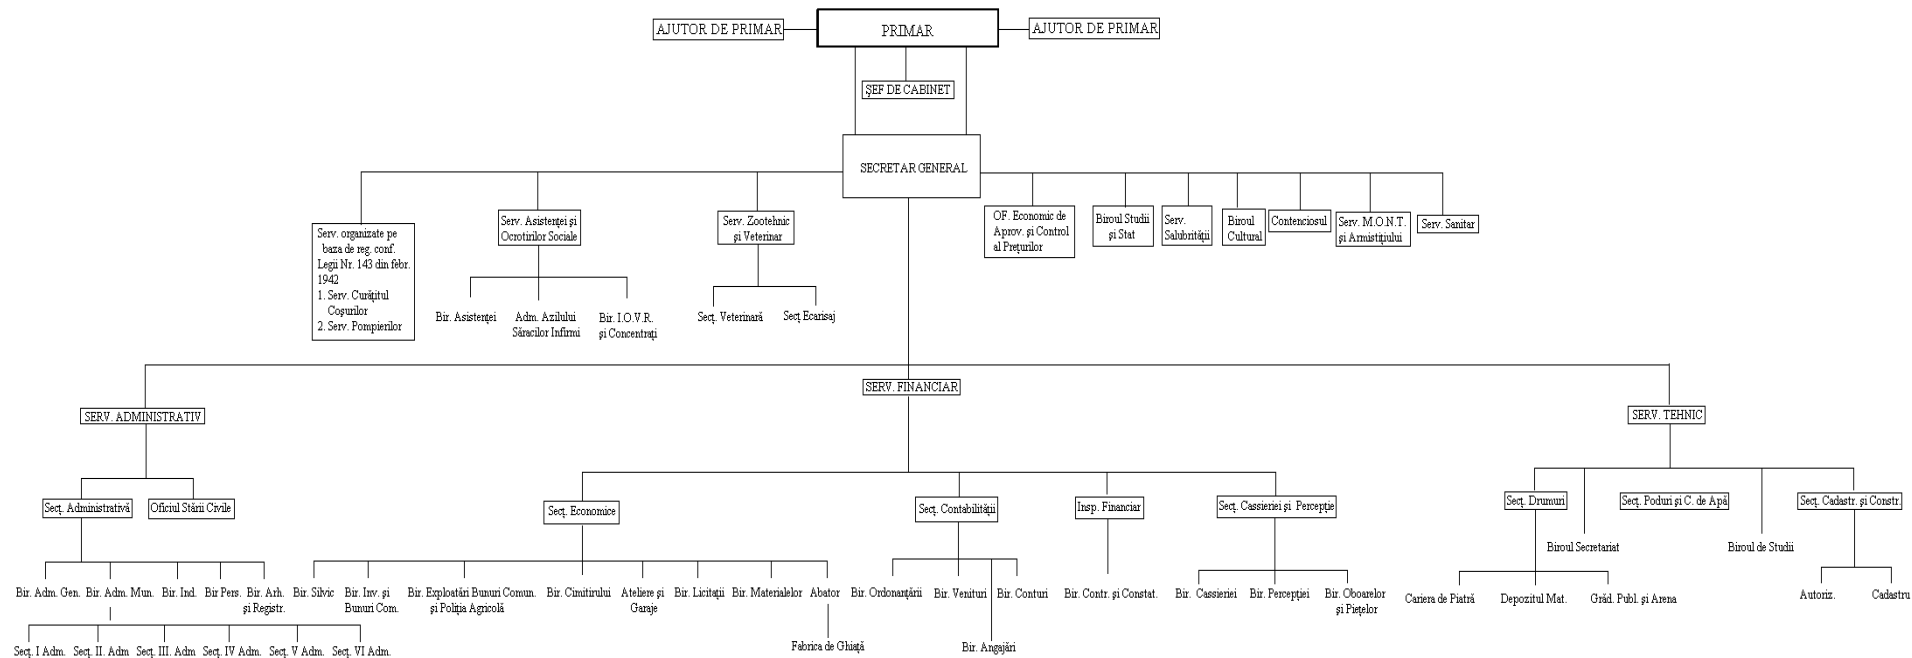 AJUTOR DE PRIMAR
PRIMAR
AJUTOR DE PRIMAR
ŞEF DE CABINET
SECRETAR GENERAL
Serv. organizate pe
baza de reg. conf.
Legii Nr. 143 din febr.
1942
1. Serv. Curăţitul
Coşurilor
2. Serv. Pompierilor
Serv. Asistenţei şi
Ocrotirilor Sociale
Serv. Zootehnic
şi Veterinar
OF. Economic de
Aprov. şi Control
al Preţurilor
Biroul Studii
şi Stat
Serv.
Salubrităţii
Biroul
Cultural
Contenciosul
Serv. M.O.N.T.
şi Armistiţiului
Serv. Sanitar
Bir. Asistenţei
Adm. Azilului
Săracilor Infirmi
Bir. I.O.V.R.
şi Concentraţi
Secţ. Veterinară
Secţ Ecarisaj
SERV. ADMINISTRATIV
SERV. FINANCIAR
SERV. TEHNIC
Secţ. Administrativă
Oficiul Stării Civile
Secţ. Economice
Secţ. Contabilităţii
Insp. Financiar
Secţ. Cassieriei şi Percepţie
Secţ. Drumuri
Secţ. Poduri şi C. de Apă
Secţ. Cadastr. şi Constr.
Biroul Secretariat
Biroul de Studii
Bir. Adm. Gen.
Bir. Adm. Mun.
Bir. Ind.
Bir Pers.
Bir. Arh.
şi Registr.
Bir. Silvic
Bir. Inv. şi
Bunuri Com.
Bir. Exploatări Bunuri Comun.
şi Poliţia Agricolă
Bir. Cimitirului
Ateliere şi
Garaje
Bir. Licitaţii
Bir. Materialelor
Abator
Bir. Ordonanţării
Bir. Venituri
Bir. Conturi
Bir. Contr. şi Constat.
Bir. Cassieriei
Bir. Percepţiei
Bir. Oboarelor
şi Pieţelor
Cariera de Piatră
Depozitul Mat.
Grăd. Publ. şi Arena
Autoriz.
Cadastru
Secţ. I Adm.
Secţ. II. Adm
Secţ. III. Adm
Secţ. IV Adm.
Secţ. V Adm.
Secţ. VI Adm.
Fabrica de Ghiaţă
Bir. Angajări